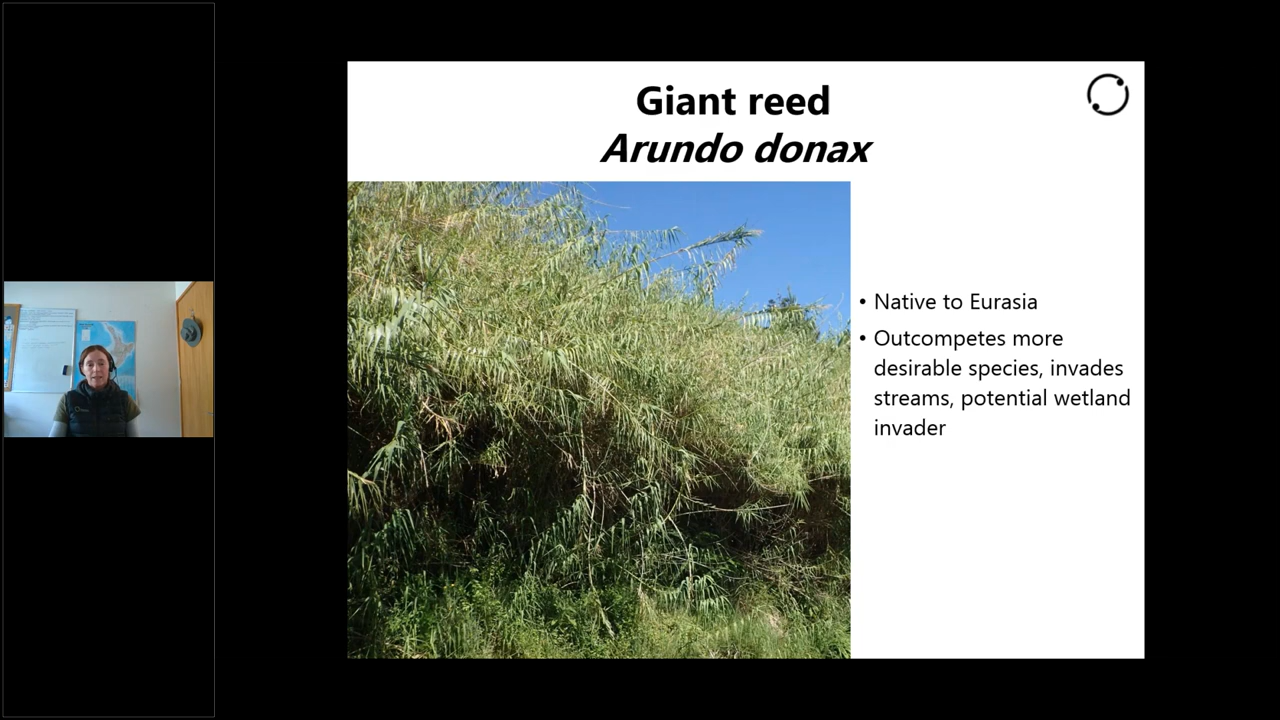 Giant reed
Arundo donax
• Native to Eurasia
• Outcompetes more
desirable species, invades
streams, potential wetland
invader